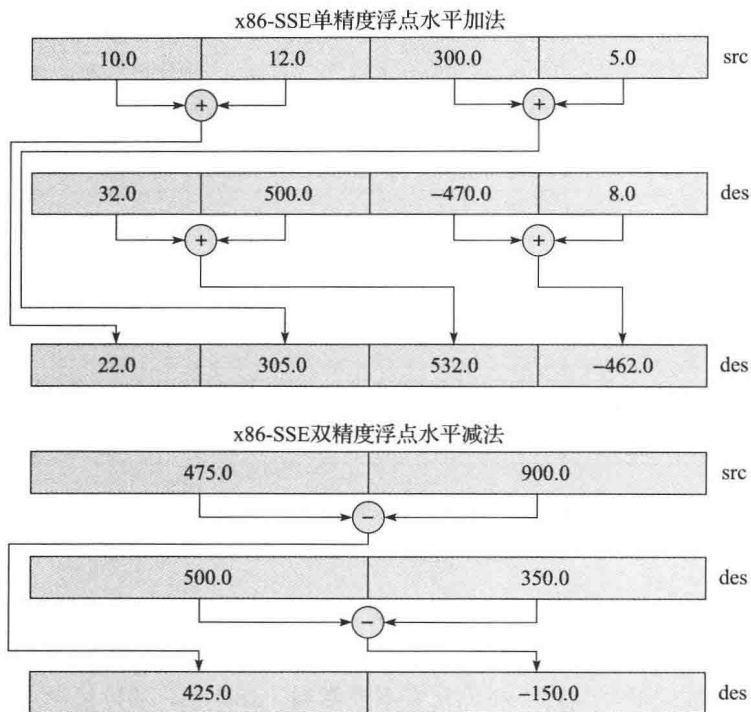 x86-SSE单精度浮点水平加法
10.0 12.0 300.0 5.0 src
+ +
32.0 500.0 −470.0 8.0 des
+ +
22.0 305.0 532.0 −462.0 des
x86-SSE双精度浮点水平减法
475.0 900.0 src
−
500.0 350.0 des
−
425.0 −150.0 des